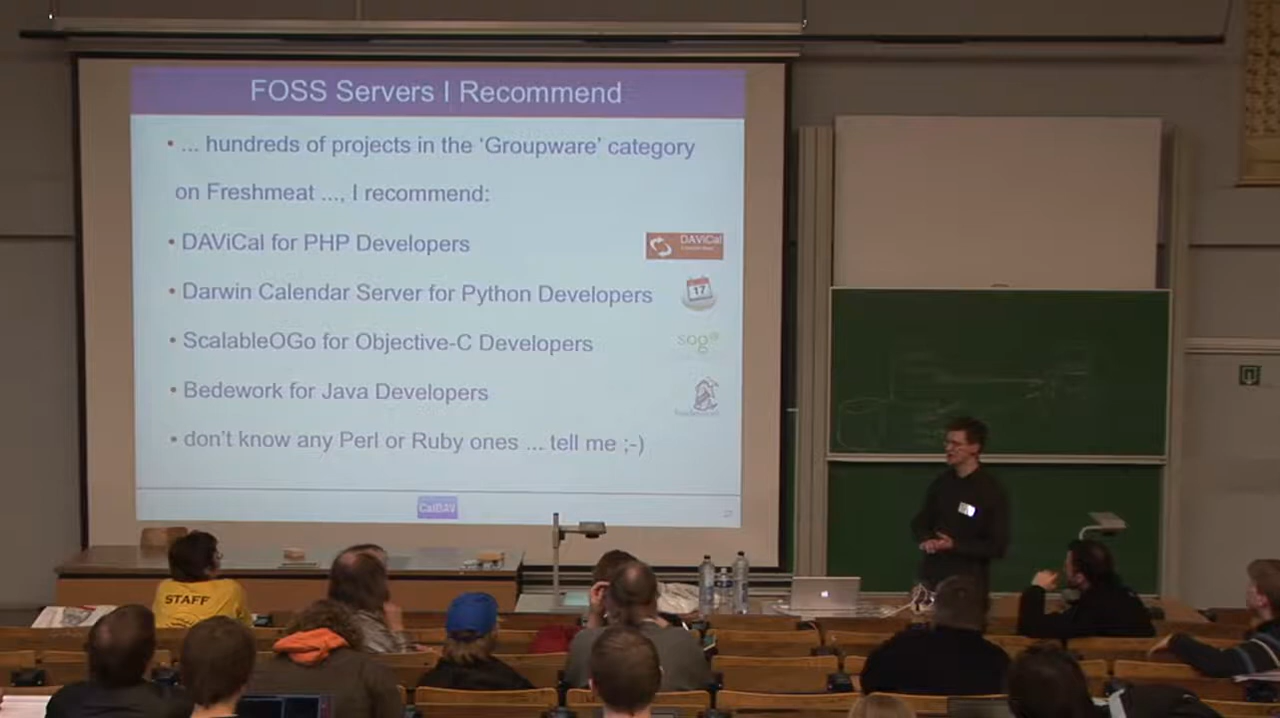 FOSS Servers I Recommend
• ... hundreds of projects in the ‘Groupware’ category
on Freshmeat ..., I recommend:
• DAViCal for PHP Developers
DAViCal
• Darwin Calendar Server for Python Developers
17
• ScalableOGo for Objective-C Developers
sogo
• Bedework for Java Developers
• don’t know any Perl or Ruby ones ... tell me ;-)
CalDAV
STAFF